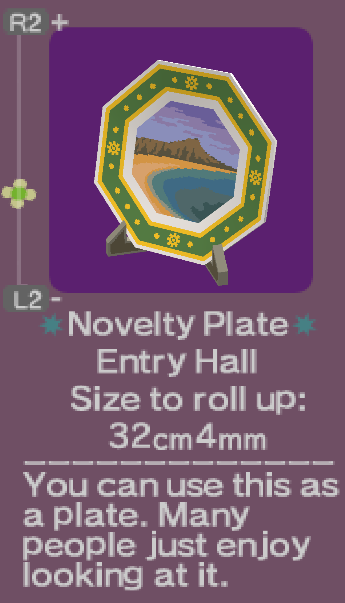 R2 +
L2 -
Novelty Plate
Entry Hall
Size to roll up:
32cm4mm
You can use this as
a plate. Many
people just enjoy
looking at it.